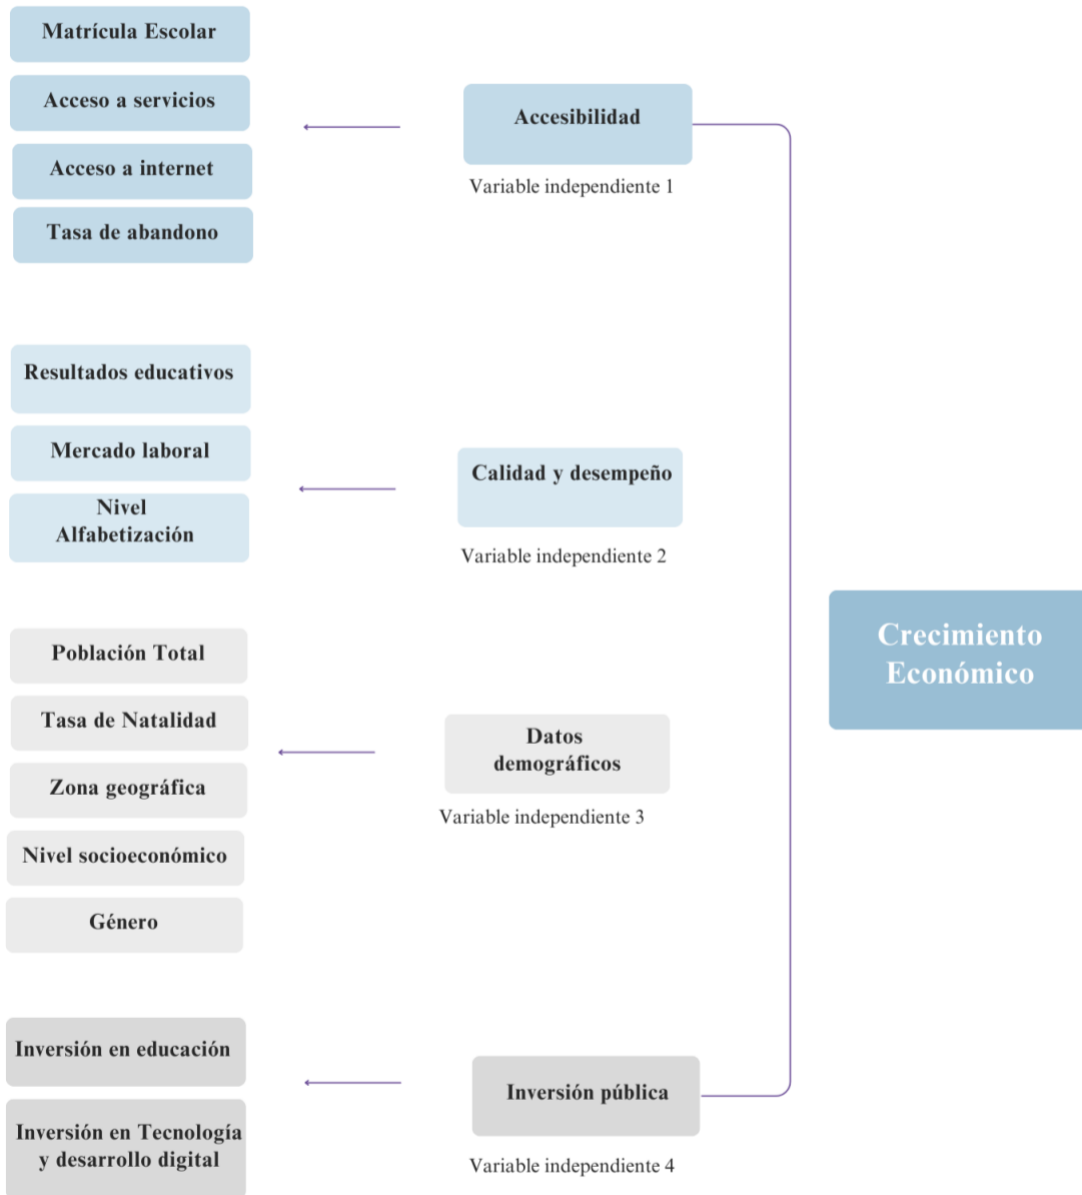 Matrícula Escolar
Acceso a servicios
Acceso a internet
Tasa de abandono
Accesibilidad
Variable independiente 1
Resultados educativos
Mercado laboral
Nivel
Alfabetización
Calidad y desempeño
Variable independiente 2
Población Total
Tasa de Natalidad
Zona geográfica
Nivel socioeconómico
Género
Datos
demográficos
Variable independiente 3
Inversión en educación
Inversión en Tecnología
y desarrollo digital
Inversión pública
Variable independiente 4
Crecimiento
Económico